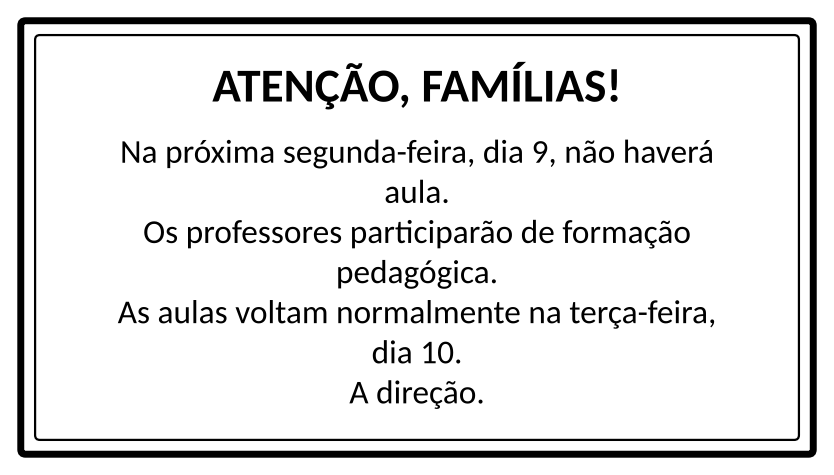 ATENÇÃO, FAMÍLIAS!
Na próxima segunda-feira, dia 9, não haverá
aula.
Os professores participarão de formação
pedagógica.
As aulas voltam normalmente na terça-feira,
dia 10.
A direção.